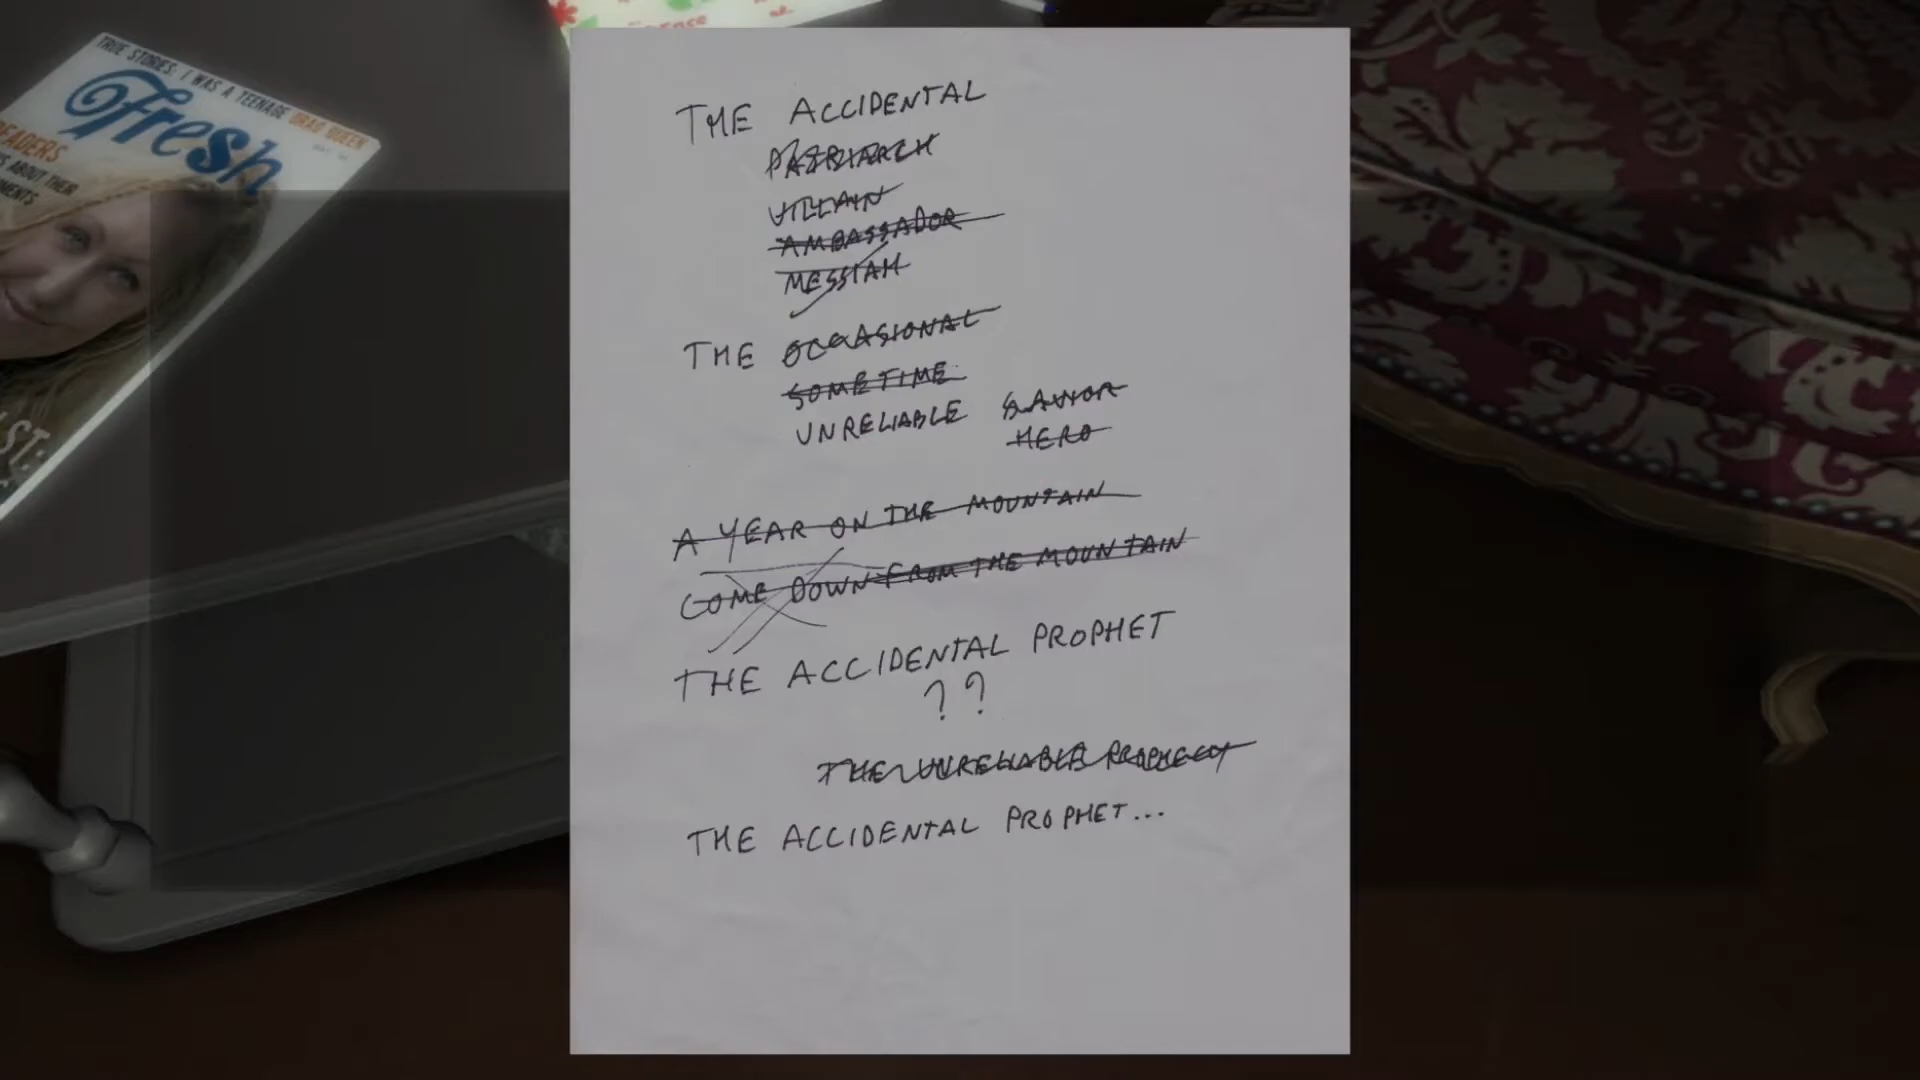 TRUE STORIES: I WAS A TEENAGE DRAG QUEEN
Fresh
READERS
ABOUT THEIR
THE ACCIDENTAL
PATRIARCH
VILLAIN
AMBASSADOR
MESSIAH
THE OCCASIONAL
SOMETIME
UNRELIABLE SAVIOR
HERO
A YEAR ON THE MOUNTAIN
COME DOWN FROM THE MOUNTAIN
THE ACCIDENTAL PROPHET
? ?
THE UNRELIABLE PROPHECY
THE ACCIDENTAL PROPHET...